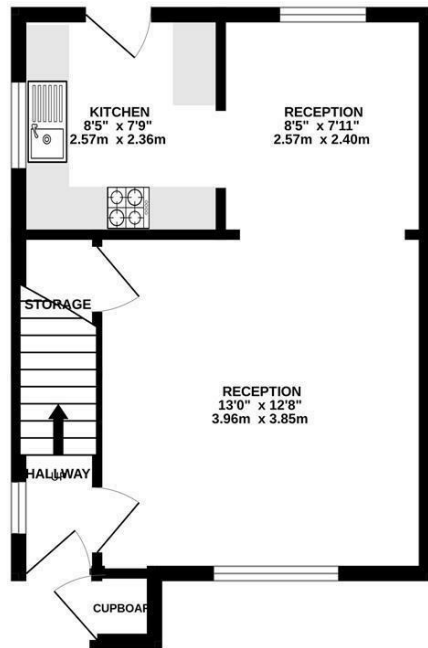 KITCHEN
8'5" x 7'9"
2.57m x 2.36m
RECEPTION
8'5" x 7'11"
2.57m x 2.40m
STORAGE
RECEPTION
13'0" x 12'8"
3.96m x 3.85m
HALLWAY
UP
CUPBOAR